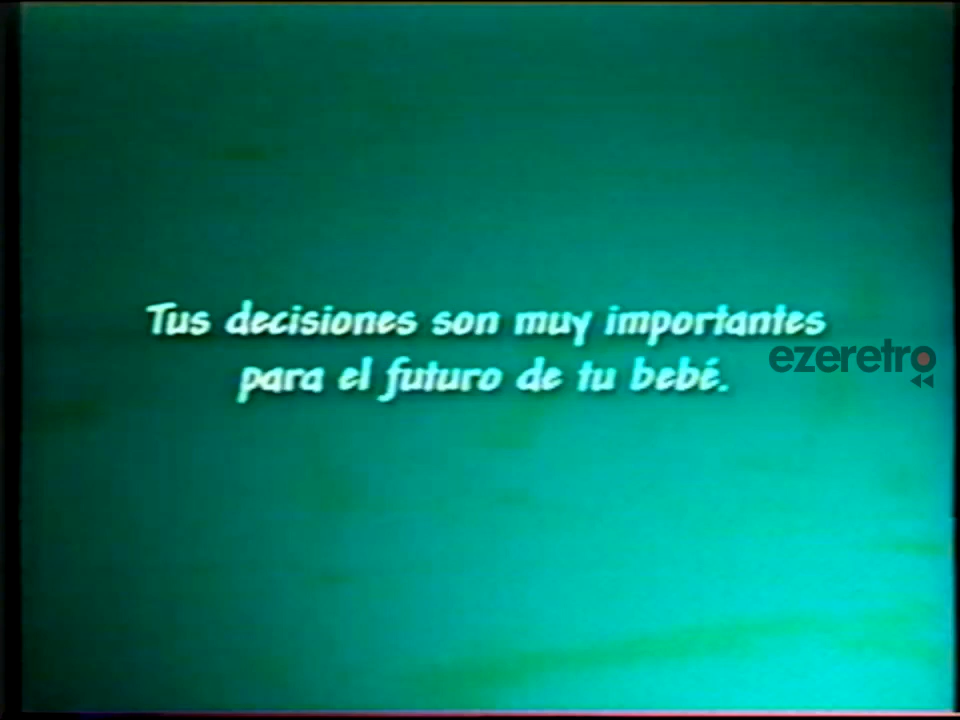 Tus decisiones son muy importantes
para el futuro de tu bebé.
ezeretro